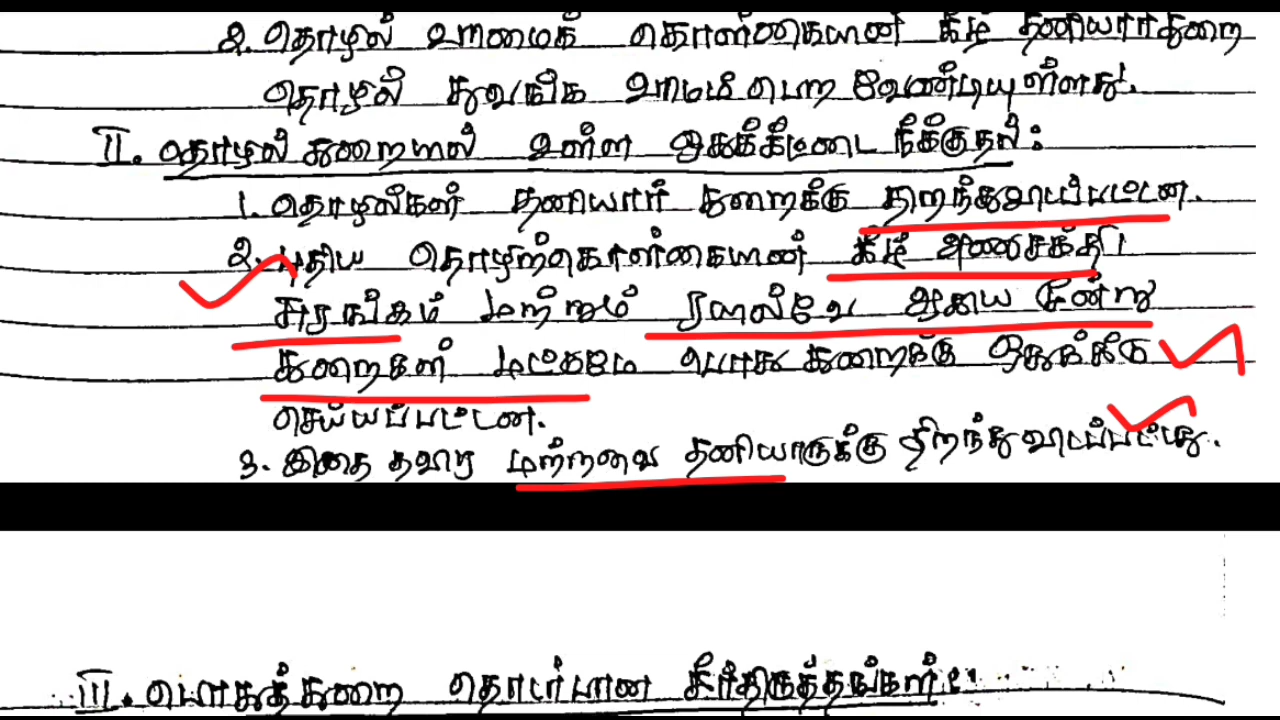 2. தொழில் உரிமைக் கொள்கையின் கீழ் தனியார்துறை
தொழில் துவங்க உரிமம் பெற வேண்டியுள்ளது.
II. தொழில் துறையில் உள்ள ஒதுக்கீட்டை நீக்குதல் :
1. தொழில்கள் தனியார் துறைக்கு திறந்துவிடப்பட்டன.
2. புதிய தொழிற்கொள்கையின் கீழ் அணுசக்தி,
சுரங்கம் மற்றும் ரயில்வே ஆகிய மூன்று
துறைகள் மட்டுமே பொது துறைக்கு ஒதுக்கீடு
செய்யப்பட்டன.
3. இதை தவிர மற்றவை தனியாருக்கு திறந்து விடப்பட்டது.
III. பொதுத்துறை தொடர்பான சீர்திருத்தங்கள் :